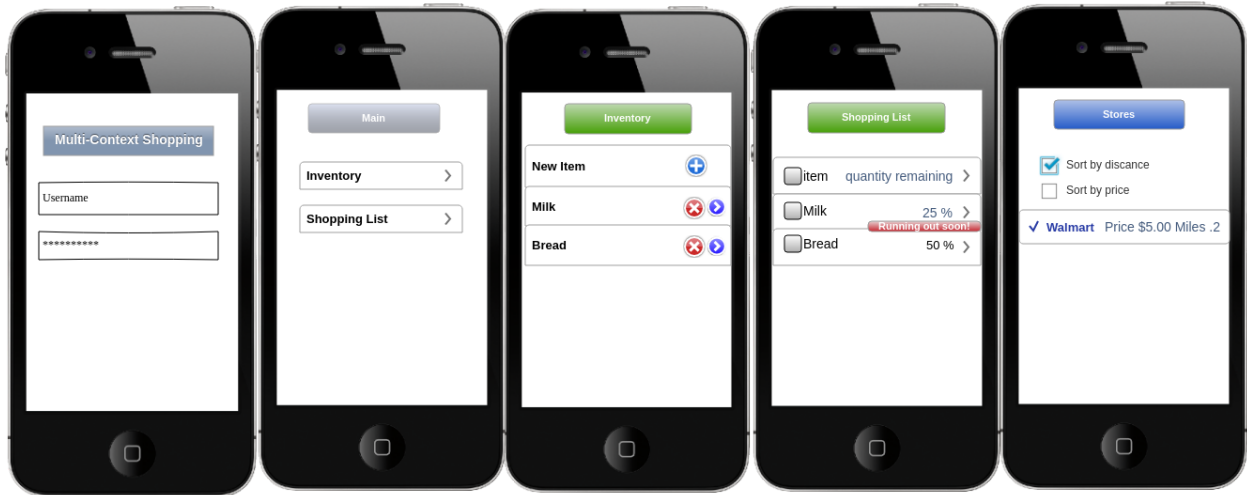 Multi-Context Shopping
Username
**********
Main
Inventory
Shopping List
Inventory
New Item
Milk
Bread
Shopping List
item quantity remaining
Milk 25 %
Running out soon!
Bread 50 %
Stores
Sort by discance
Sort by price
Walmart Price $5.00 Miles .2